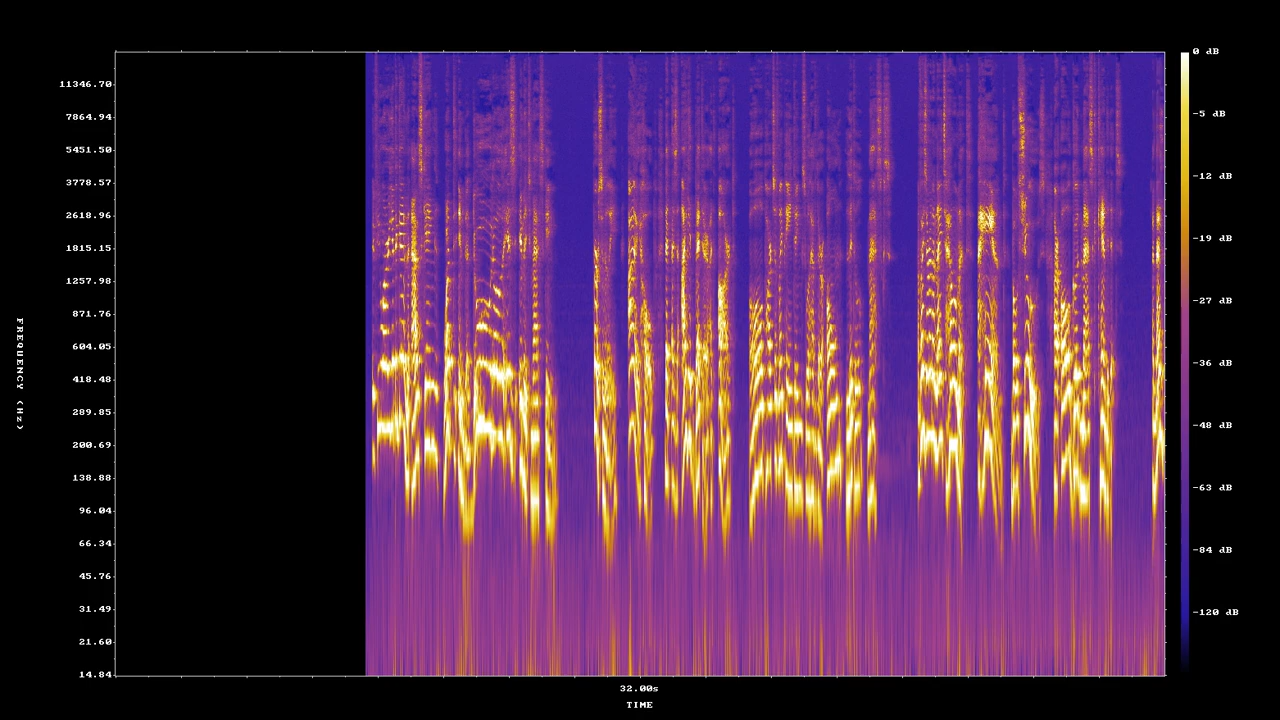 0 dB
11346.70
-5 dB
7864.94
5451.50
-12 dB
3778.57
2618.96
-19 dB
1815.15
1257.98
-27 dB
871.76
604.05
-36 dB
418.48
289.85
-48 dB
200.69
138.88
-63 dB
96.04
66.34
-84 dB
45.76
31.49
-120 dB
21.60
14.84
FREQUENCY (Hz)
32.00s
TIME